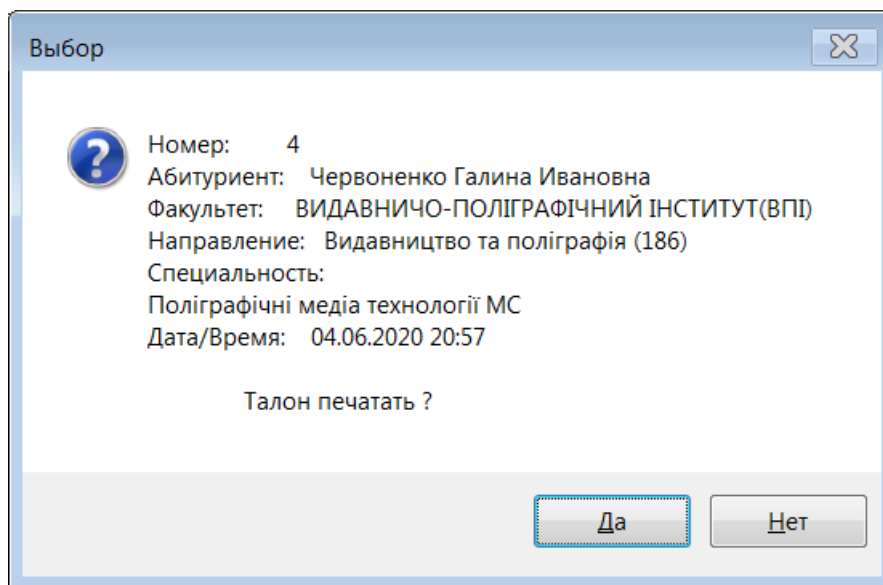 Выбор
Номер: 4
Абитуриент: Червоненко Галина Ивановна
Факультет: ВИДАВНИЧО-ПОЛІГРАФІЧНИЙ ІНСТИТУТ(ВПІ)
Направление: Видавництво та поліграфія (186)
Специальность:
Поліграфічні медіа технології МС
Дата/Время: 04.06.2020 20:57
Талон печатать ?
Да Нет